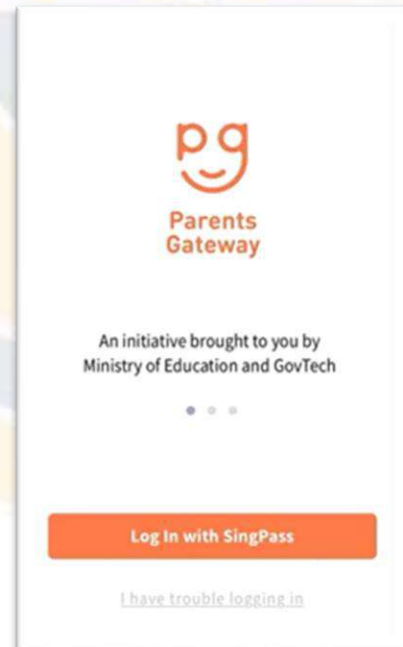 pg
Parents
Gateway
An initiative brought to you by
Ministry of Education and GovTech
Log In with SingPass
I have trouble logging in